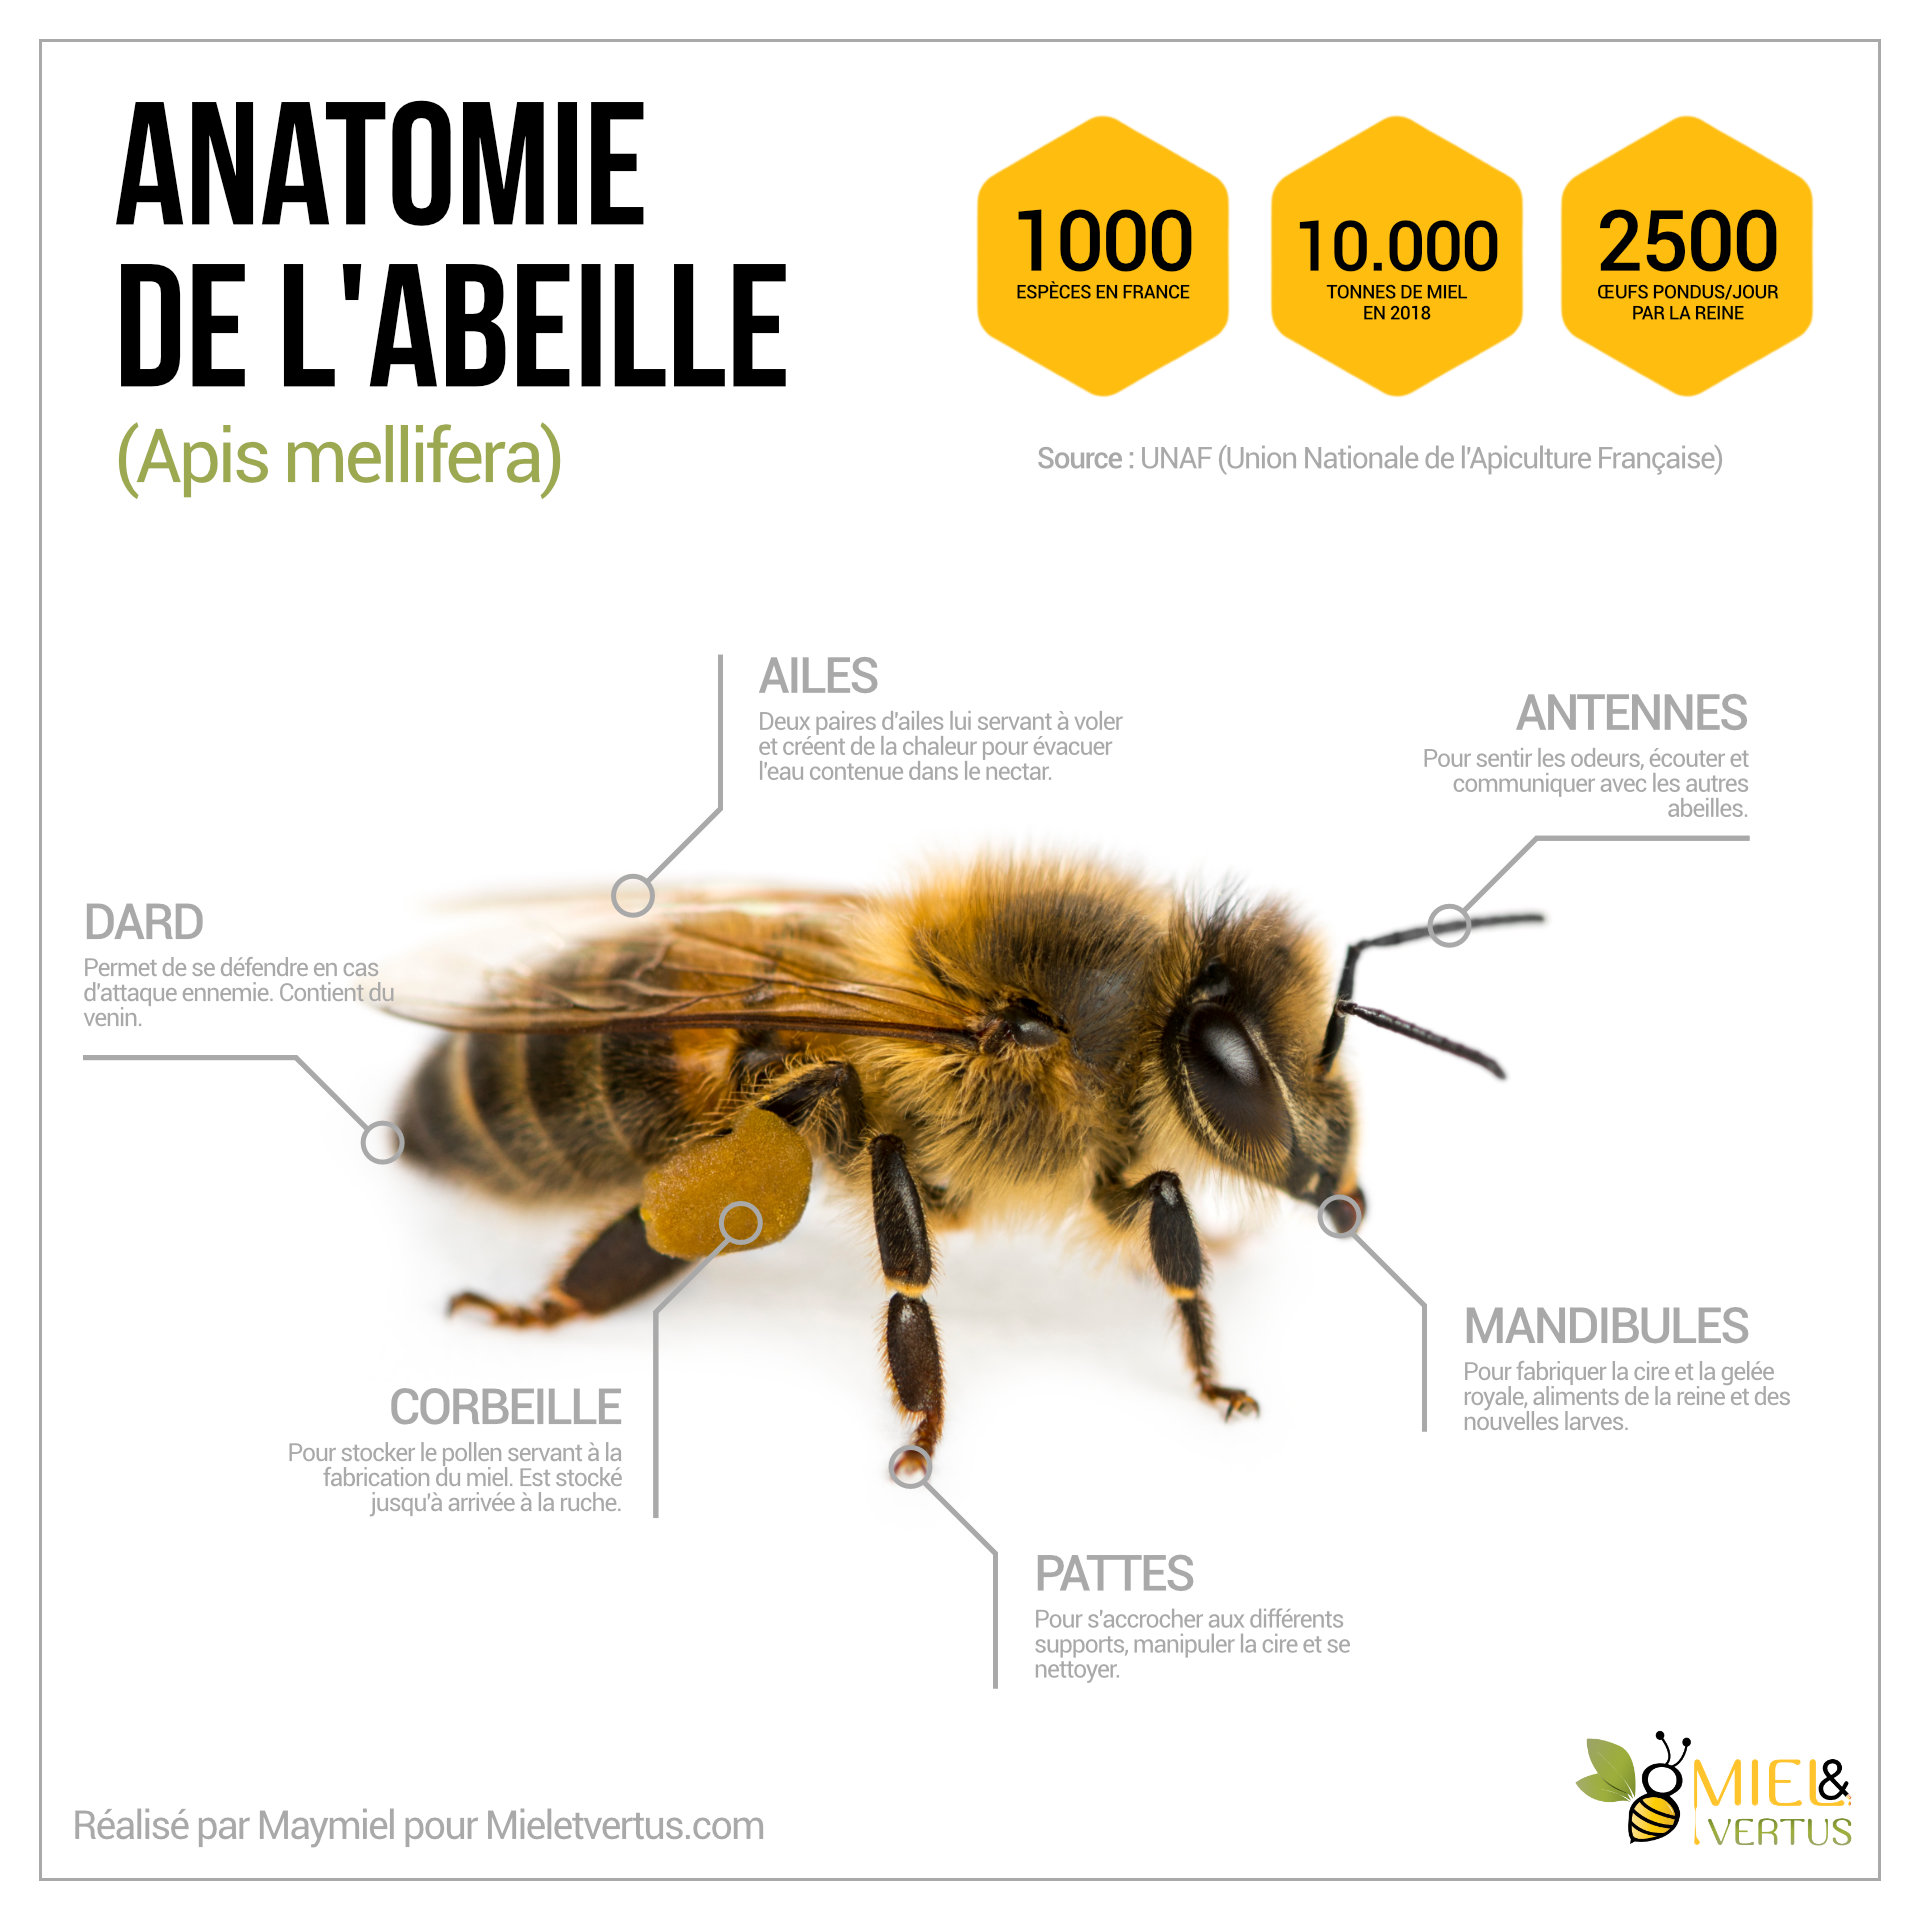 ANATOMIE
DE L'ABEILLE
(Apis mellifera)
1000
ESPÈCES EN FRANCE
10.000
TONNES DE MIEL
EN 2018
2500
ŒUFS PONDUS/JOUR
PAR LA REINE
Source : UNAF (Union Nationale de l'Apiculture Française)
AILES
Deux paires d'ailes lui servant à voler
et créent de la chaleur pour évacuer
l'eau contenue dans le nectar.
ANTENNES
Pour sentir les odeurs, écouter et
communiquer avec les autres
abeilles.
DARD
Permet de se défendre en cas
d'attaque ennemie. Contient du
venin.
CORBEILLE
Pour stocker le pollen servant à la
fabrication du miel. Est stocké
jusqu'à arrivée à la ruche.
MANDIBULES
Pour fabriquer la cire et la gelée
royale, aliments de la reine et des
nouvelles larves.
PATTES
Pour s'accrocher aux différents
supports, manipuler la cire et se
nettoyer.
Réalisé par Maymiel pour Mieletvertus.com
MIEL&
VERTUS